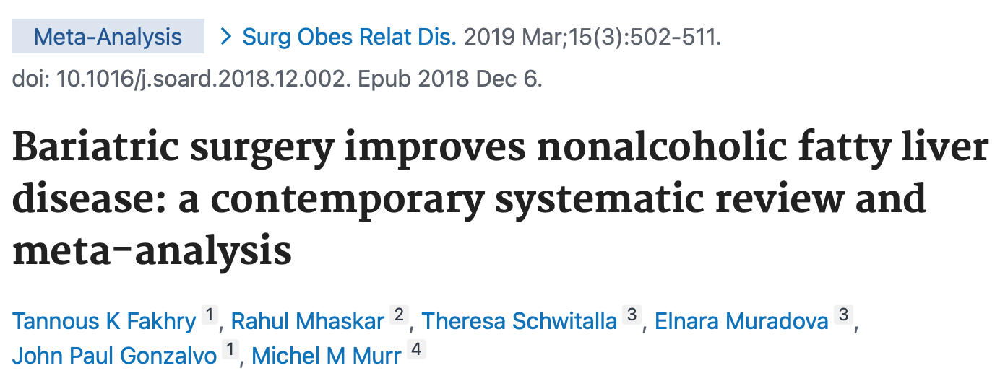 Meta-Analysis > Surg Obes Relat Dis. 2019 Mar;15(3):502-511.
doi: 10.1016/j.soard.2018.12.002. Epub 2018 Dec 6.
Bariatric surgery improves nonalcoholic fatty liver
disease: a contemporary systematic review and
meta-analysis
Tannous K Fakhry 1, Rahul Mhaskar 2, Theresa Schwitalla 3, Elnara Muradova 3,
John Paul Gonzalvo 1, Michel M Murr 4